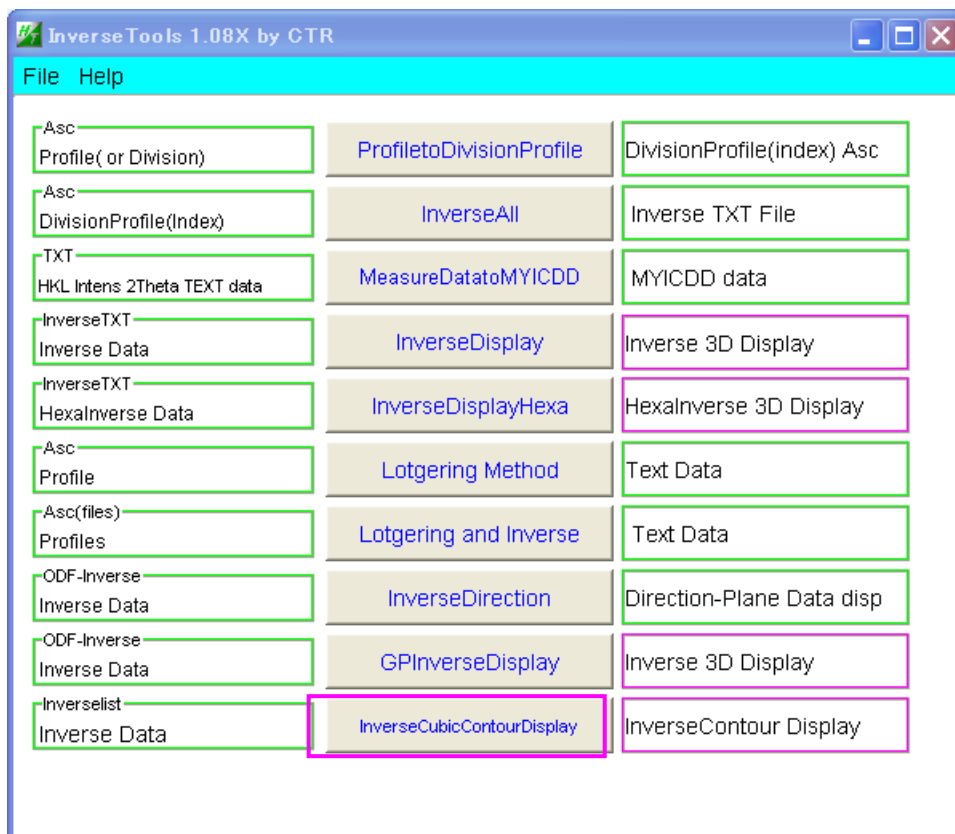 InverseTools 1.08X by CTR
File Help
Asc
Profile( or Division)
ProfiletoDivisionProfile
DivisionProfile(index) Asc
Asc
DivisionProfile(Index)
InverseAll
Inverse TXT File
TXT
HKL Intens 2Theta TEXT data
MeasureDatatoMYICDD
MYICDD data
InverseTXT
Inverse Data
InverseDisplay
Inverse 3D Display
InverseTXT
HexaInverse Data
InverseDisplayHexa
HexaInverse 3D Display
Asc
Profile
Lotgering Method
Text Data
Asc(files)
Profiles
Lotgering and Inverse
Text Data
ODF-Inverse
Inverse Data
InverseDirection
Direction-Plane Data disp
ODF-Inverse
Inverse Data
GPInverseDisplay
Inverse 3D Display
Inverselist
Inverse Data
InverseCubicContourDisplay
InverseContour Display